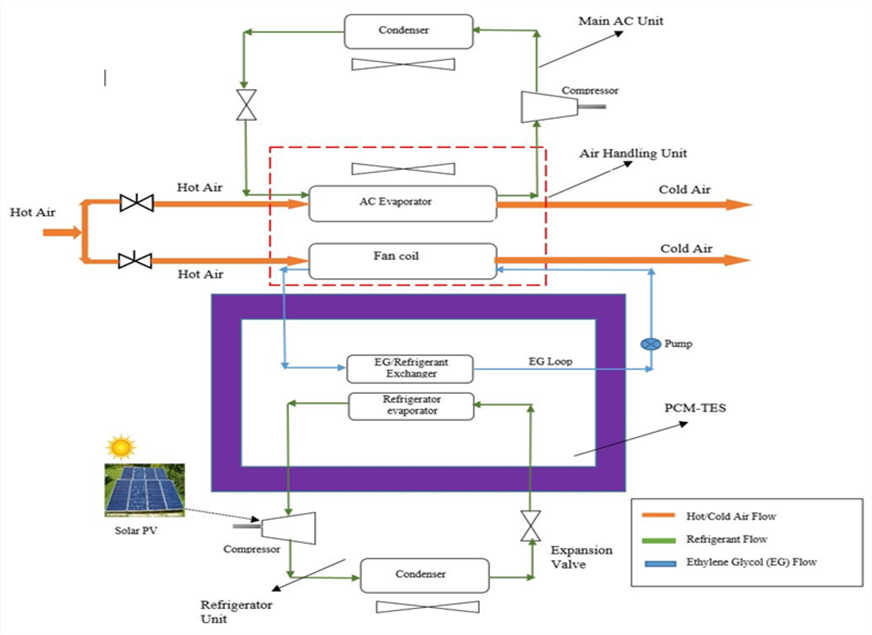 Condenser
Main AC Unit
Compressor
Air Handling Unit
Hot Air
Hot Air
AC Evaporator
Cold Air
Fan coil
Cold Air
Hot Air
Pump
EG/Refrigerant
Exchanger
EG Loop
Refrigerator
evaporator
PCM-TES
Solar PV
Compressor
Expansion
Valve
Condenser
Refrigerator
Unit
Hot/Cold Air Flow
Refrigerant Flow
Ethylene Glycol (EG) Flow